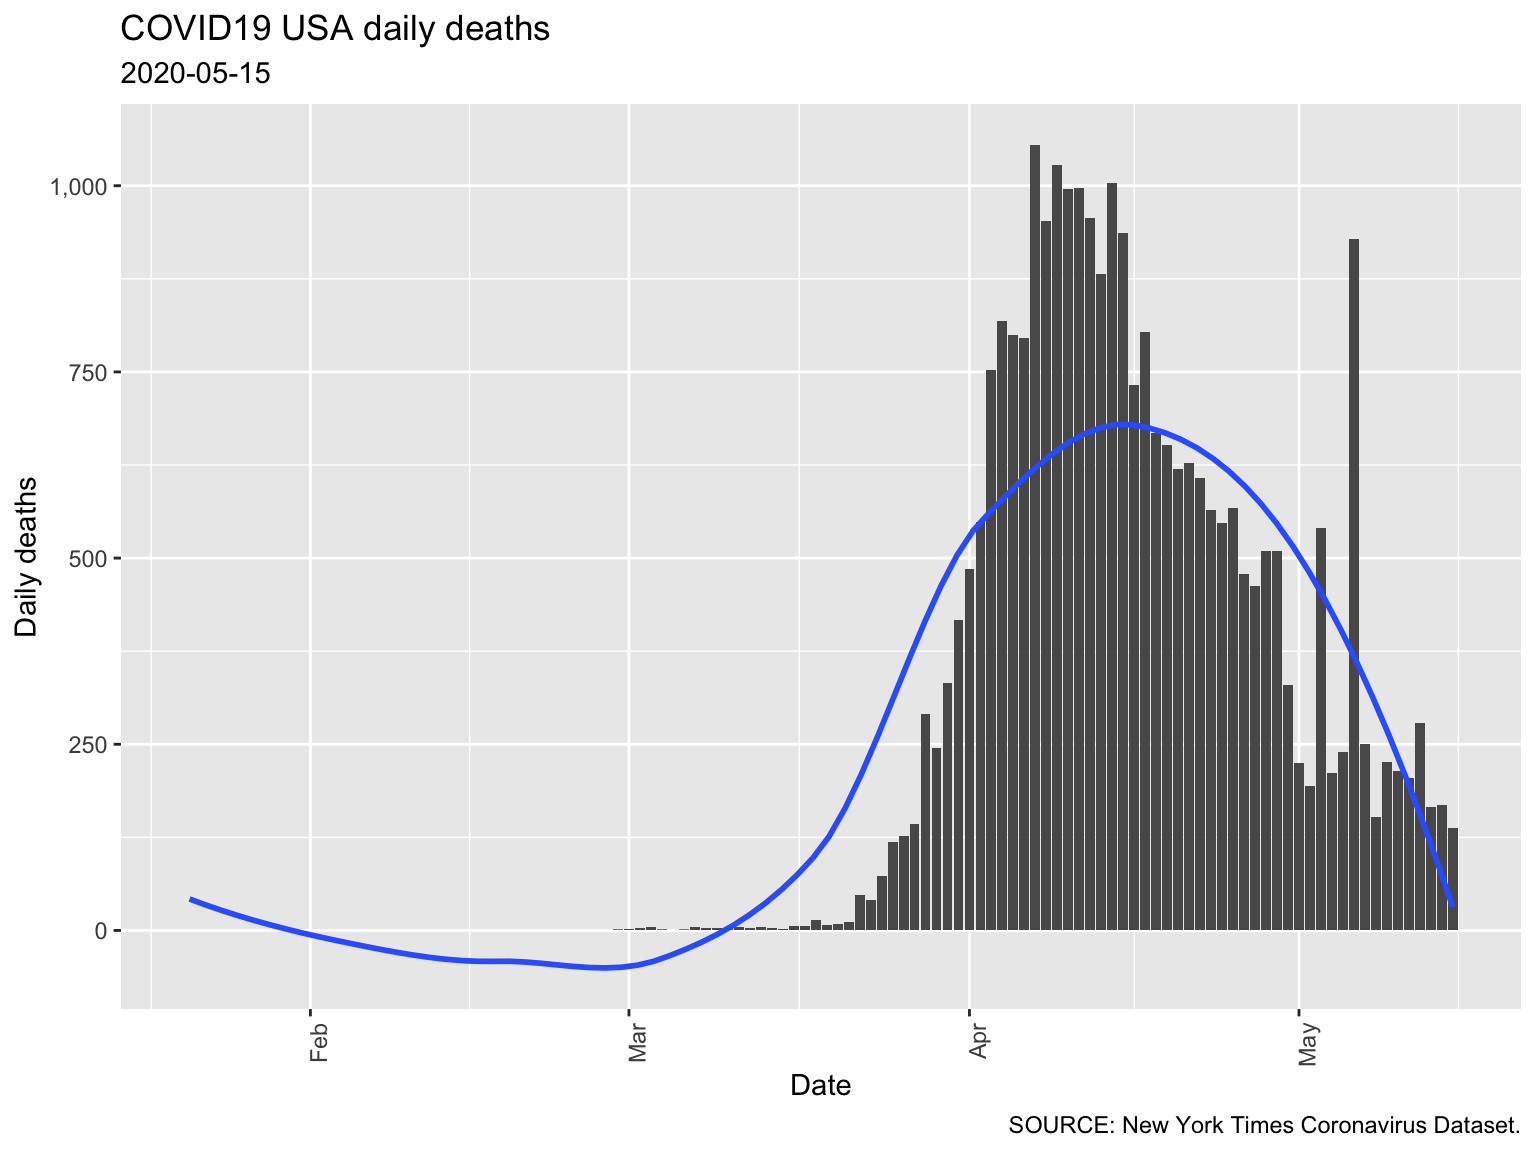 COVID19 USA daily deaths
2020-05-15
1,000
750
500
250
0
Daily deaths
Feb
Mar
Apr
May
Date
SOURCE: New York Times Coronavirus Dataset.